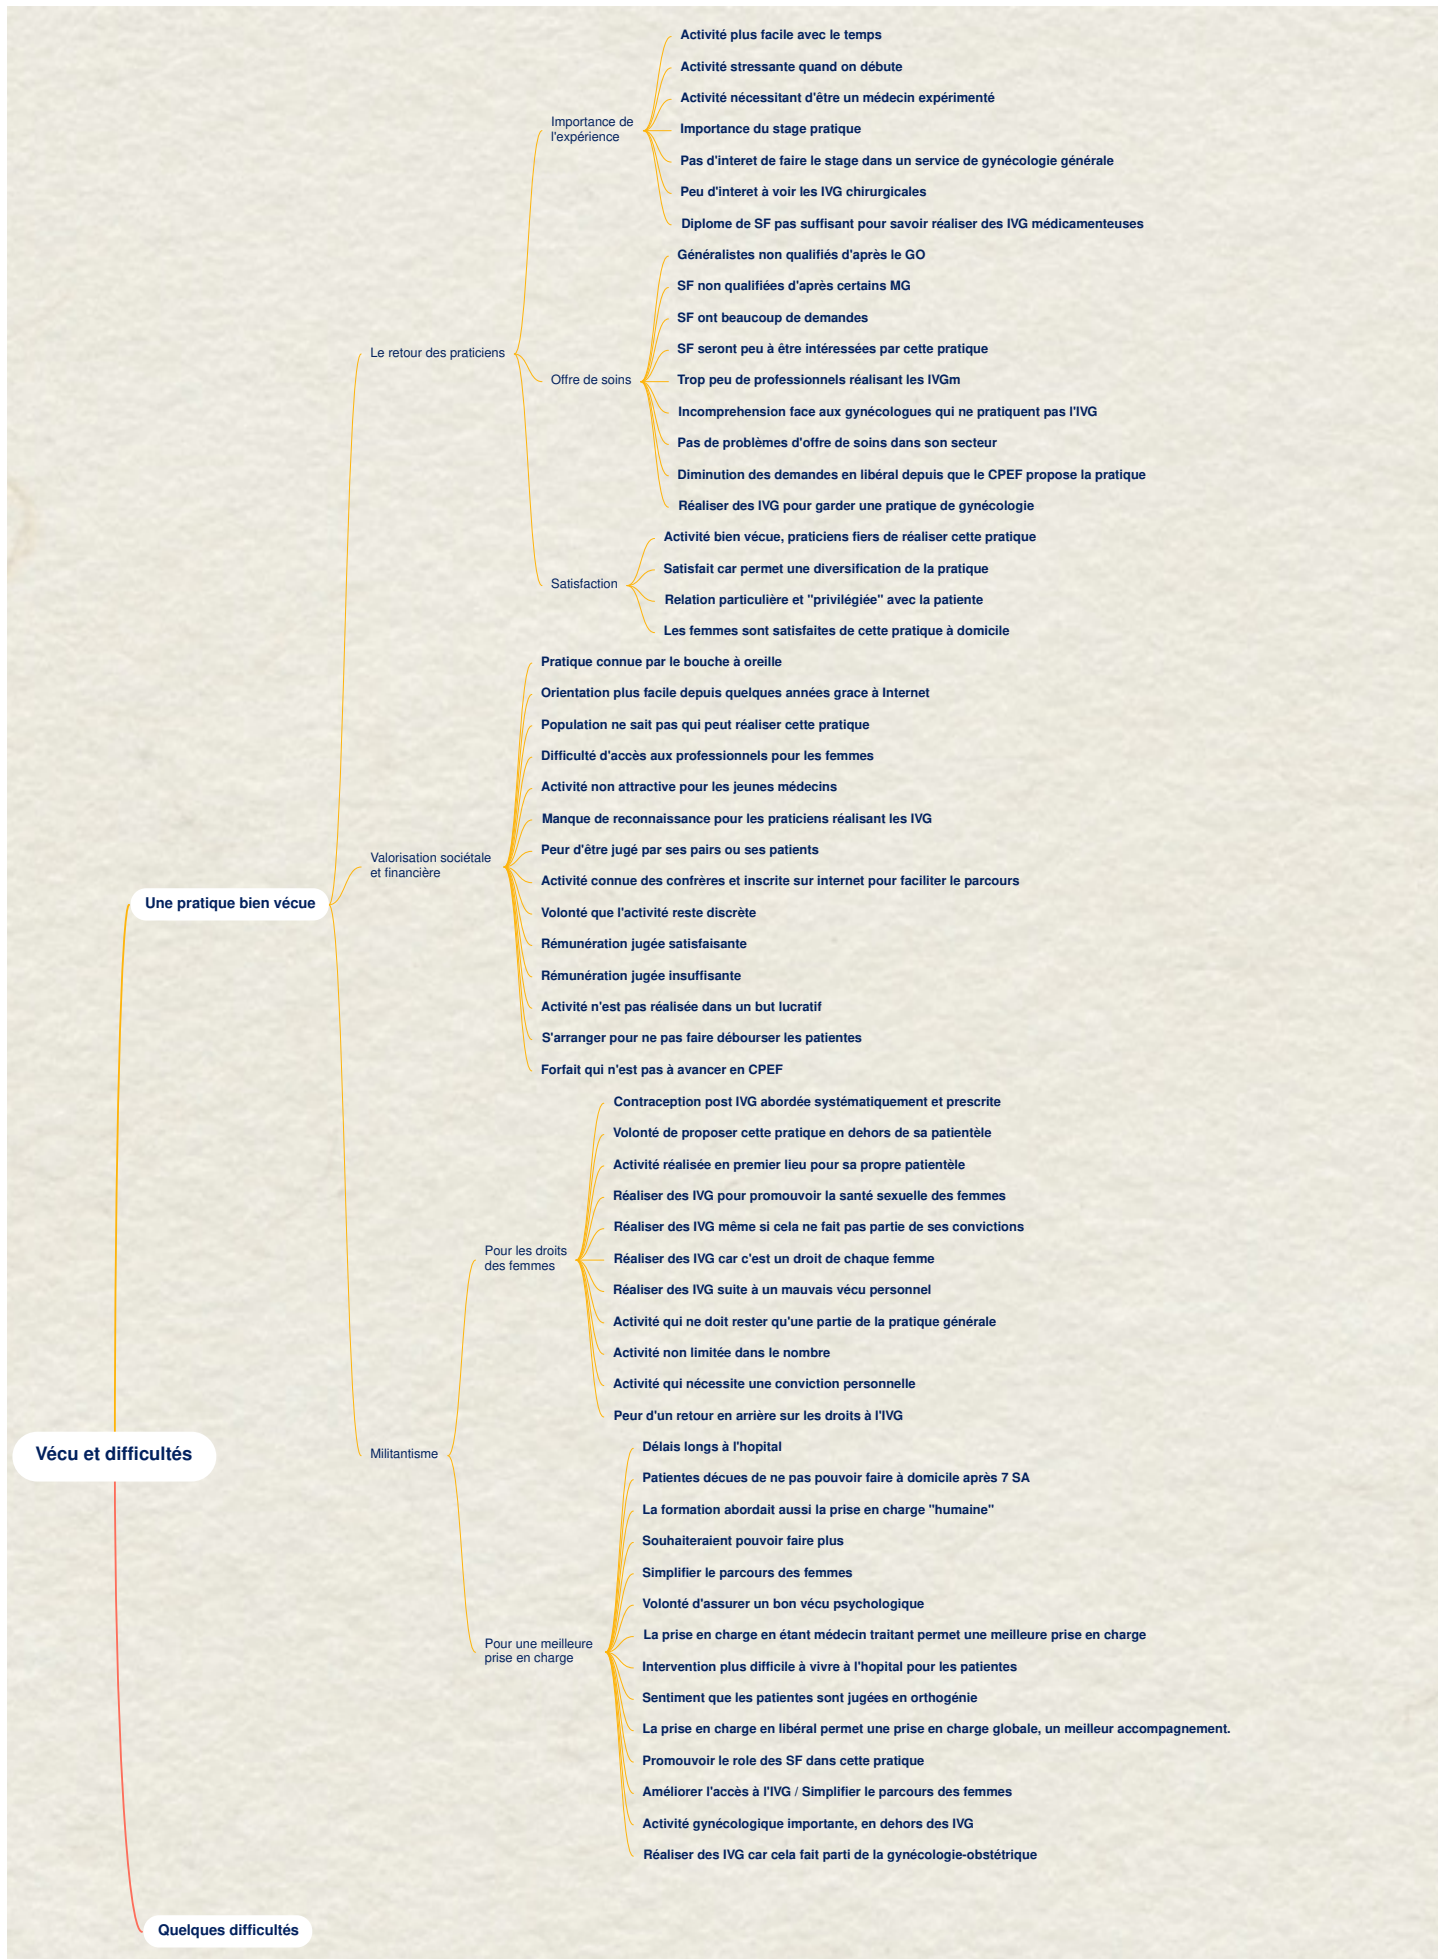 Vécu et difficultés
Une pratique bien vécue
Le retour des praticiens
Importance de
l'expérience
Activité plus facile avec le temps
Activité stressante quand on débute
Activité nécessitant d'être un médecin expérimenté
Importance du stage pratique
Pas d'interet de faire le stage dans un service de gynécologie générale
Peu d'interet à voir les IVG chirurgicales
Diplome de SF pas suffisant pour savoir réaliser des IVG médicamenteuses
Offre de soins
Généralistes non qualifiés d'après le GO
SF non qualifiées d'après certains MG
SF ont beaucoup de demandes
SF seront peu à être intéressées par cette pratique
Trop peu de professionnels réalisant les IVGm
Incomprehension face aux gynécologues qui ne pratiquent pas l'IVG
Pas de problèmes d'offre de soins dans son secteur
Diminution des demandes en libéral depuis que le CPEF propose la pratique
Réaliser des IVG pour garder une pratique de gynécologie
Satisfaction
Activité bien vécue, praticiens fiers de réaliser cette pratique
Satisfait car permet une diversification de la pratique
Relation particulière et "privilégiée" avec la patiente
Les femmes sont satisfaites de cette pratique à domicile
Valorisation sociétale
et financière
Pratique connue par le bouche à oreille
Orientation plus facile depuis quelques années grace à Internet
Population ne sait pas qui peut réaliser cette pratique
Difficulté d'accès aux professionnels pour les femmes
Activité non attractive pour les jeunes médecins
Manque de reconnaissance pour les praticiens réalisant les IVG
Peur d'être jugé par ses pairs ou ses patients
Activité connue des confrères et inscrite sur internet pour faciliter le parcours
Volonté que l'activité reste discrète
Rémunération jugée satisfaisante
Rémunération jugée insuffisante
Activité n'est pas réalisée dans un but lucratif
S'arranger pour ne pas faire débourser les patientes
Forfait qui n'est pas à avancer en CPEF
Militantisme
Pour les droits
des femmes
Contraception post IVG abordée systématiquement et prescrite
Volonté de proposer cette pratique en dehors de sa patientèle
Activité réalisée en premier lieu pour sa propre patientèle
Réaliser des IVG pour promouvoir la santé sexuelle des femmes
Réaliser des IVG même si cela ne fait pas partie de ses convictions
Réaliser des IVG car c'est un droit de chaque femme
Réaliser des IVG suite à un mauvais vécu personnel
Activité qui ne doit rester qu'une partie de la pratique générale
Activité non limitée dans le nombre
Activité qui nécessite une conviction personnelle
Peur d'un retour en arrière sur les droits à l'IVG
Pour une meilleure
prise en charge
Délais longs à l'hopital
Patientes décues de ne pas pouvoir faire à domicile après 7 SA
La formation abordait aussi la prise en charge "humaine"
Souhaiteraient pouvoir faire plus
Simplifier le parcours des femmes
Volonté d'assurer un bon vécu psychologique
La prise en charge en étant médecin traitant permet une meilleure prise en charge
Intervention plus difficile à vivre à l'hopital pour les patientes
Sentiment que les patientes sont jugées en orthogénie
La prise en charge en libéral permet une prise en charge globale, un meilleur accompagnement.
Promouvoir le role des SF dans cette pratique
Améliorer l'accès à l'IVG / Simplifier le parcours des femmes
Activité gynécologique importante, en dehors des IVG
Réaliser des IVG car cela fait parti de la gynécologie-obstétrique
Quelques difficultés